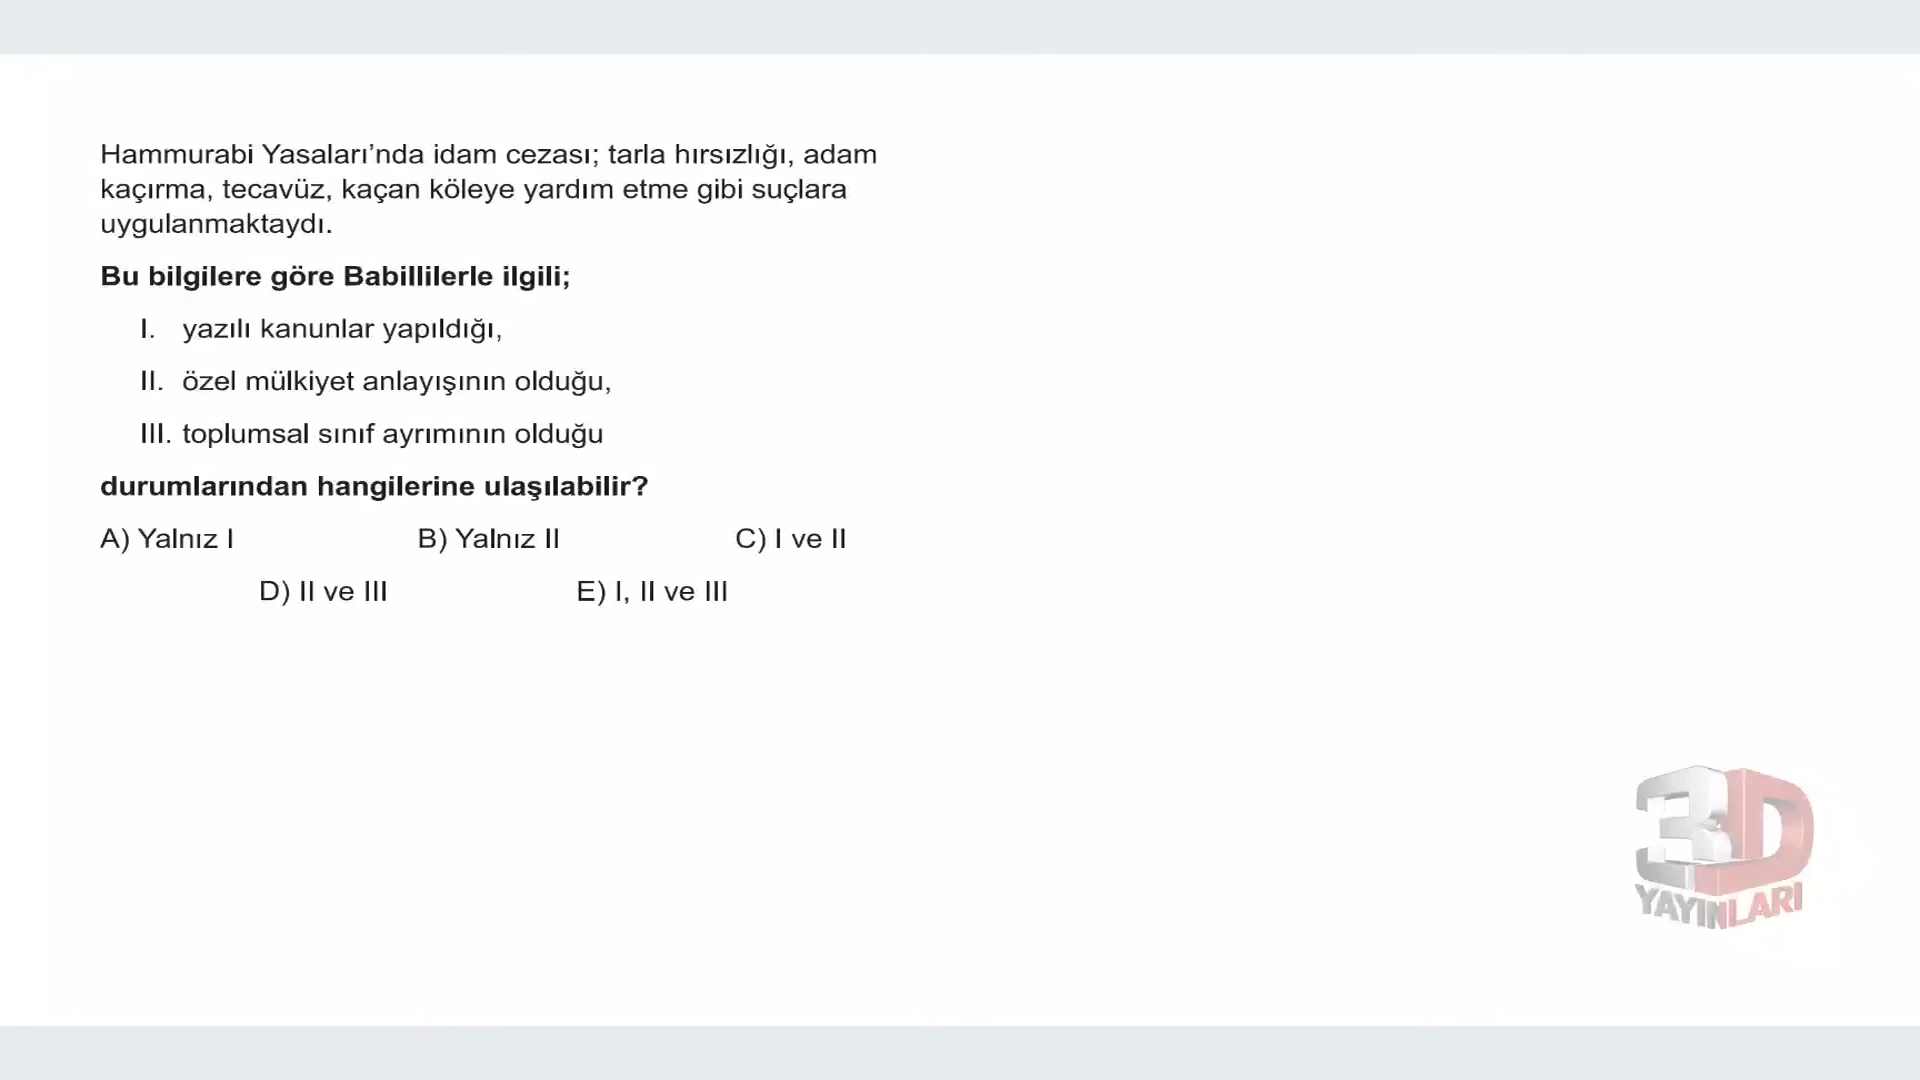 Hammurabi Yasaları’nda idam cezası; tarla hırsızlığı, adam
kaçırma, tecavüz, kaçan köleye yardım etme gibi suçlara
uygulanmaktaydı.
Bu bilgilere göre Babillilerle ilgili;
I. yazılı kanunlar yapıldığı,
II. özel mülkiyet anlayışının olduğu,
III. toplumsal sınıf ayrımının olduğu
durumlarından hangilerine ulaşılabilir?
A) Yalnız I B) Yalnız II C) I ve II
D) II ve III E) I, II ve III
3D
YAYINLARI